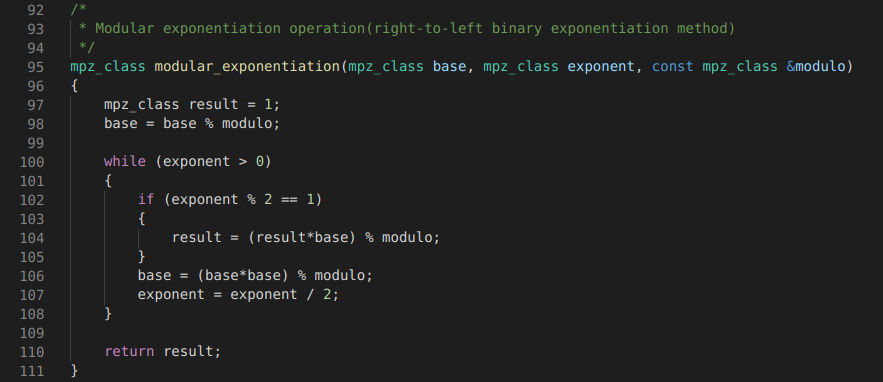 92 /*
93  * Modular exponentiation operation(right-to-left binary exponentiation method)
94  */
95 mpz_class modular_exponentiation(mpz_class base, mpz_class exponent, const mpz_class &modulo)
96 {
97     mpz_class result = 1;
98     base = base % modulo;
99
100     while (exponent > 0)
101     {
102         if (exponent % 2 == 1)
103         {
104             result = (result*base) % modulo;
105         }
106         base = (base*base) % modulo;
107         exponent = exponent / 2;
108     }
109
110     return result;
111 }